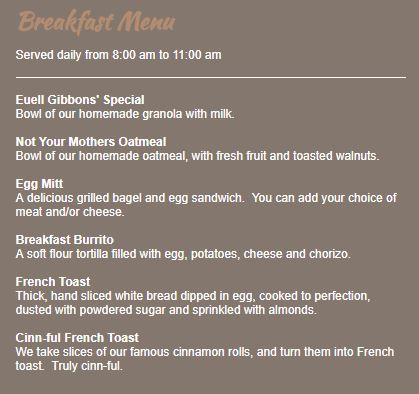 Breakfast Menu
Served daily from 8:00 am to 11:00 am
Euell Gibbons' Special
Bowl of our homemade granola with milk.
Not Your Mothers Oatmeal
Bowl of our homemade oatmeal, with fresh fruit and toasted walnuts.
Egg Mitt
A delicious grilled bagel and egg sandwich.  You can add your choice of
meat and/or cheese.
Breakfast Burrito
A soft flour tortilla filled with egg, potatoes, cheese and chorizo.
French Toast
Thick, hand sliced white bread dipped in egg, cooked to perfection,
dusted with powdered sugar and sprinkled with almonds.
Cinn-ful French Toast
We take slices of our famous cinnamon rolls, and turn them into French
toast.  Truly cinn-ful.